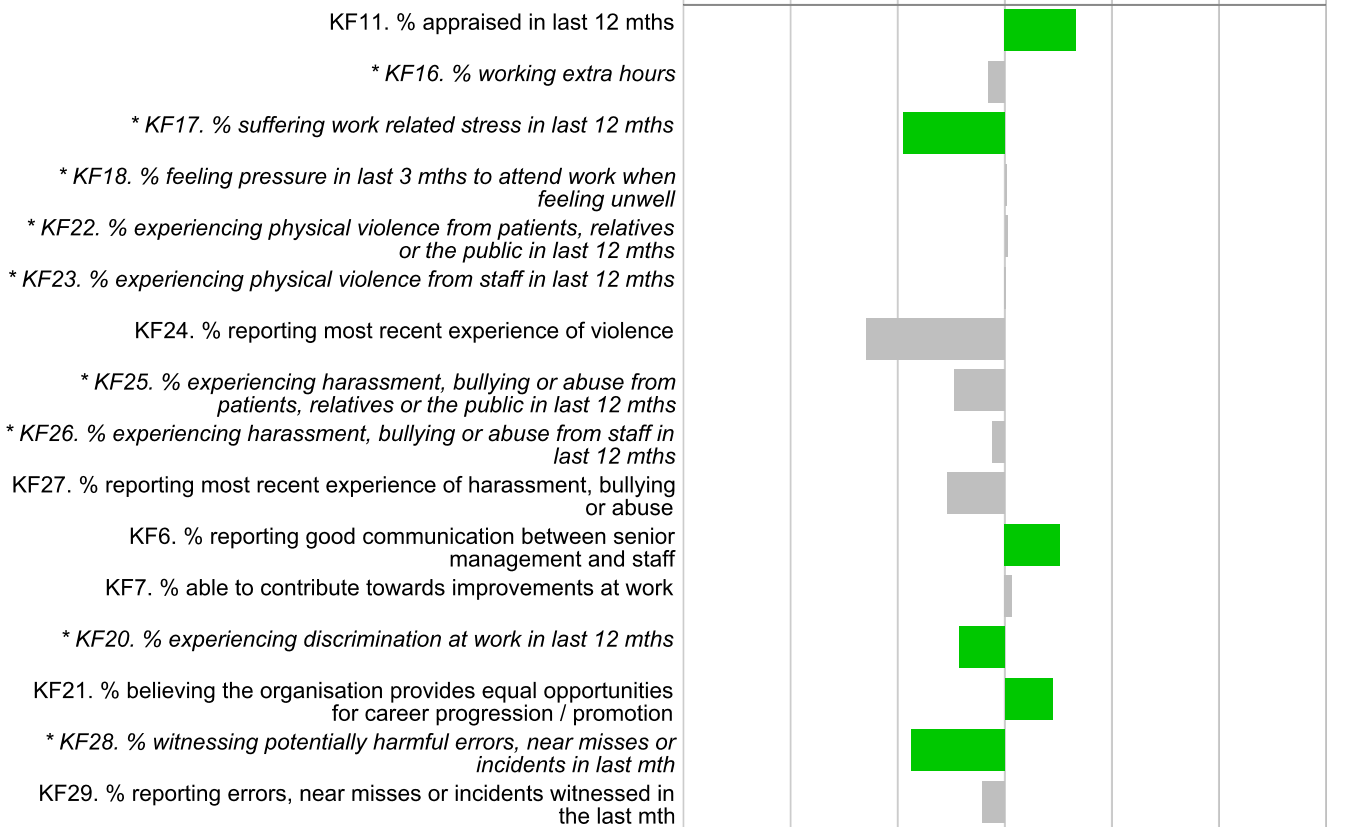 KF11. % appraised in last 12 mths
* KF16. % working extra hours
* KF17. % suffering work related stress in last 12 mths
* KF18. % feeling pressure in last 3 mths to attend work when
feeling unwell
* KF22. % experiencing physical violence from patients, relatives
or the public in last 12 mths
* KF23. % experiencing physical violence from staff in last 12 mths
KF24. % reporting most recent experience of violence
* KF25. % experiencing harassment, bullying or abuse from
patients, relatives or the public in last 12 mths
* KF26. % experiencing harassment, bullying or abuse from staff in
last 12 mths
KF27. % reporting most recent experience of harassment, bullying
or abuse
KF6. % reporting good communication between senior
management and staff
KF7. % able to contribute towards improvements at work
* KF20. % experiencing discrimination at work in last 12 mths
KF21. % believing the organisation provides equal opportunities
for career progression / promotion
* KF28. % witnessing potentially harmful errors, near misses or
incidents in last mth
KF29. % reporting errors, near misses or incidents witnessed in
the last mth